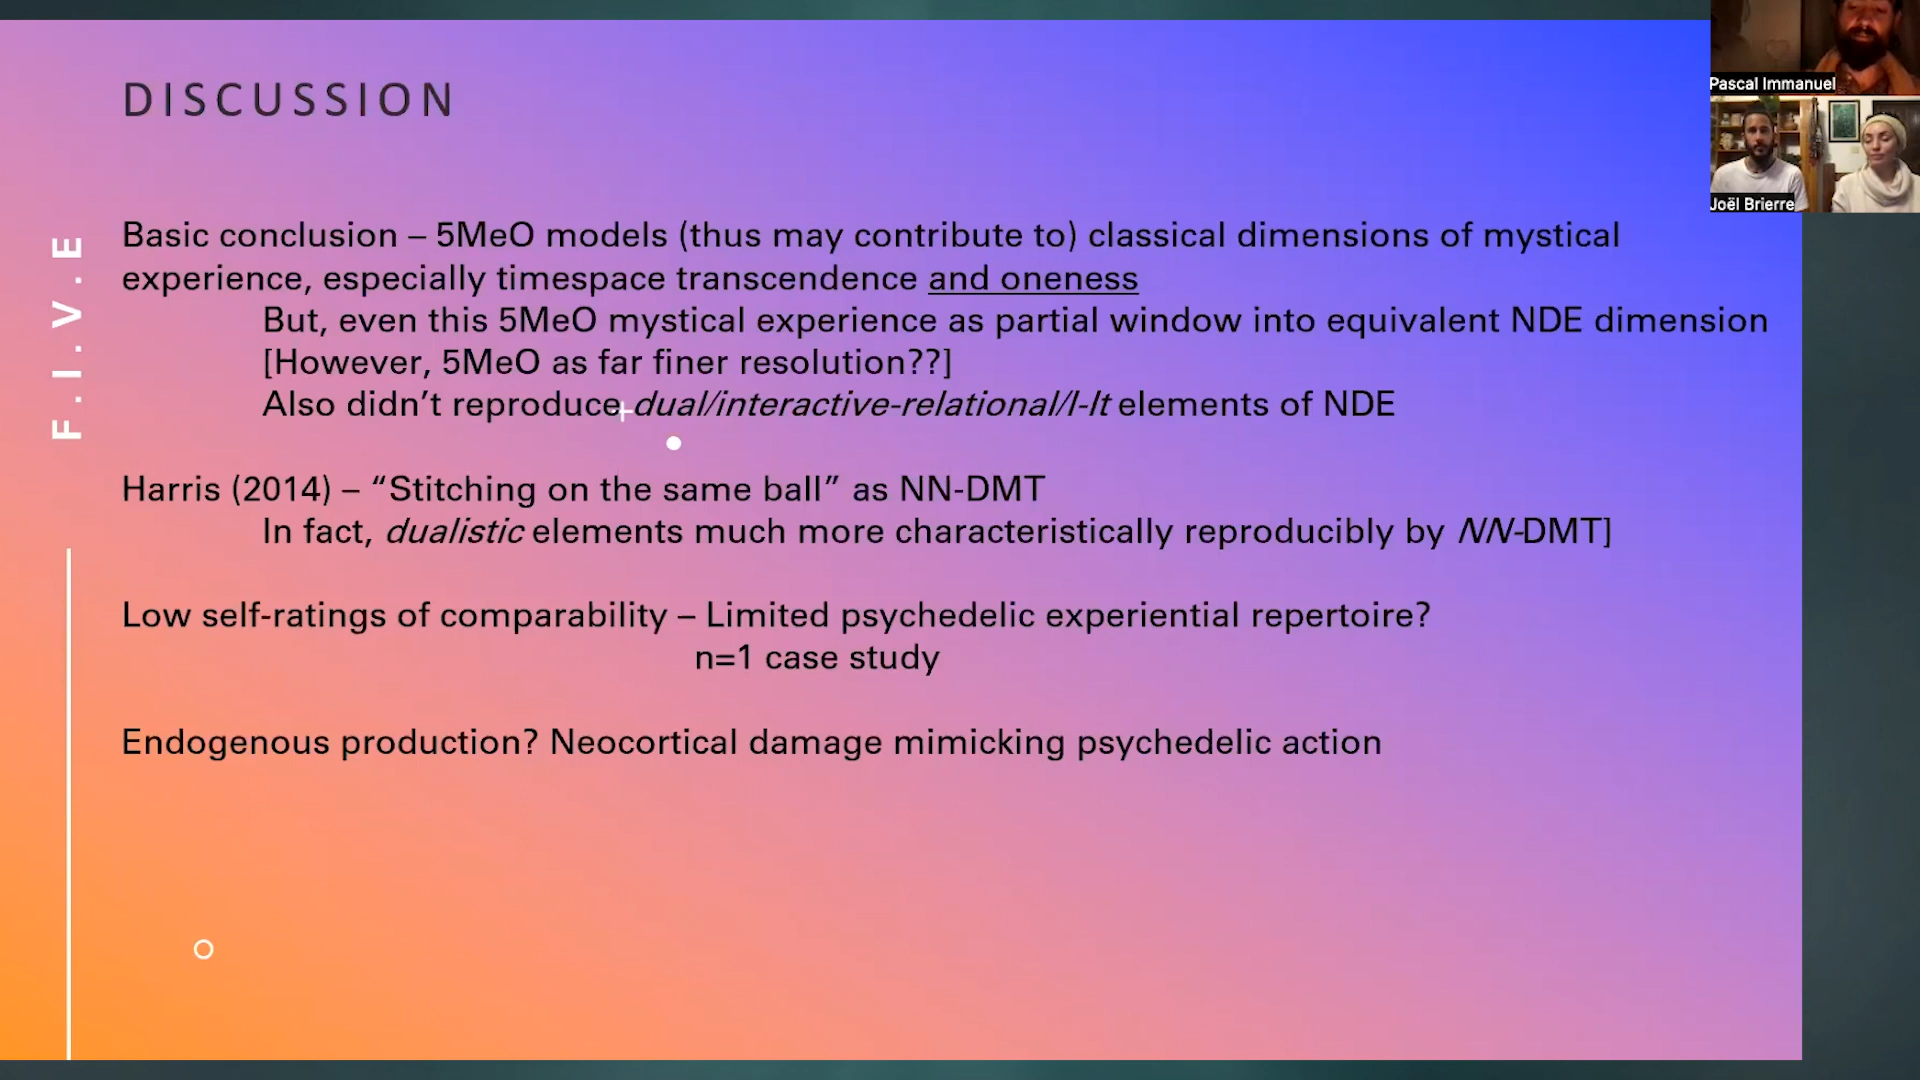 DISCUSSION
Pascal Immanuel
Joël Brierre
F.I.V.E
Basic conclusion – 5MeO models (thus may contribute to) classical dimensions of mystical
experience, especially timespace transcendence and oneness
But, even this 5MeO mystical experience as partial window into equivalent NDE dimension
[However, 5MeO as far finer resolution??]
Also didn’t reproduce dual/interactive-relational/I-It elements of NDE
Harris (2014) – “Stitching on the same ball” as NN-DMT
In fact, dualistic elements much more characteristically reproducibly by NN-DMT]
Low self-ratings of comparability – Limited psychedelic experiential repertoire?
n=1 case study
Endogenous production? Neocortical damage mimicking psychedelic action